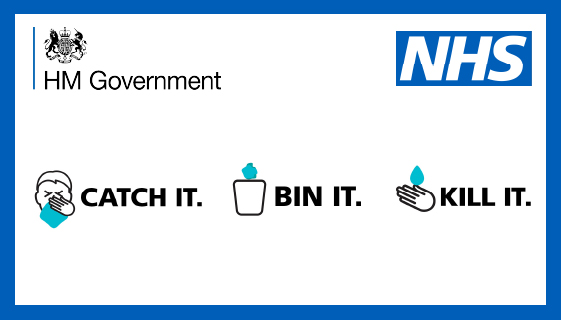 HM Government
NHS
CATCH IT. BIN IT. KILL IT.